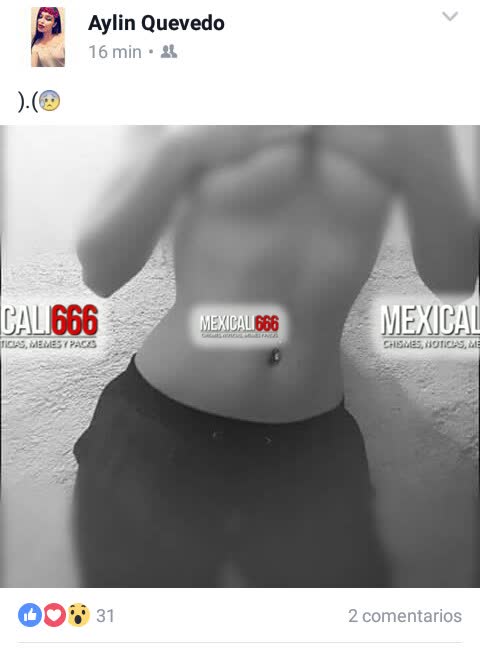 Aylin Quevedo
16 min
).(😰
CALI666
TICIAS, MEMES Y PACKS
MEXICALI666
CHISMES, NOTICIAS, MEMES Y PACKS
MEXICAL
CHISMES, NOTICIAS, ME
31
2 comentarios